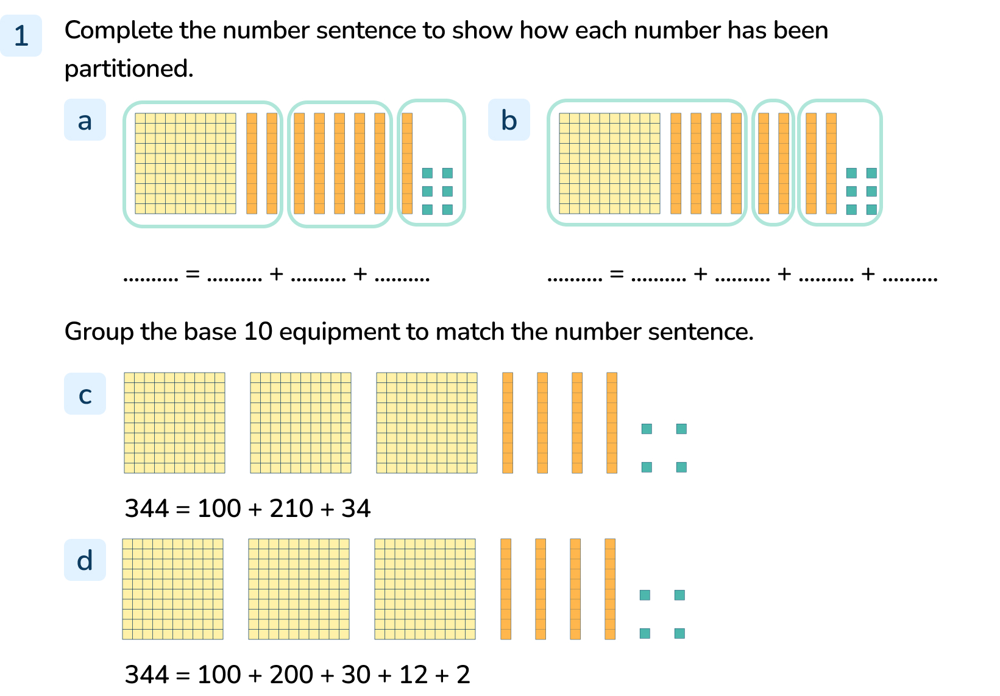 1 Complete the number sentence to show how each number has been
partitioned.
a b
.......... = .......... + .......... + ..........
.......... = .......... + .......... + .......... + ..........
Group the base 10 equipment to match the number sentence.
c
344 = 100 + 210 + 34
d
344 = 100 + 200 + 30 + 12 + 2